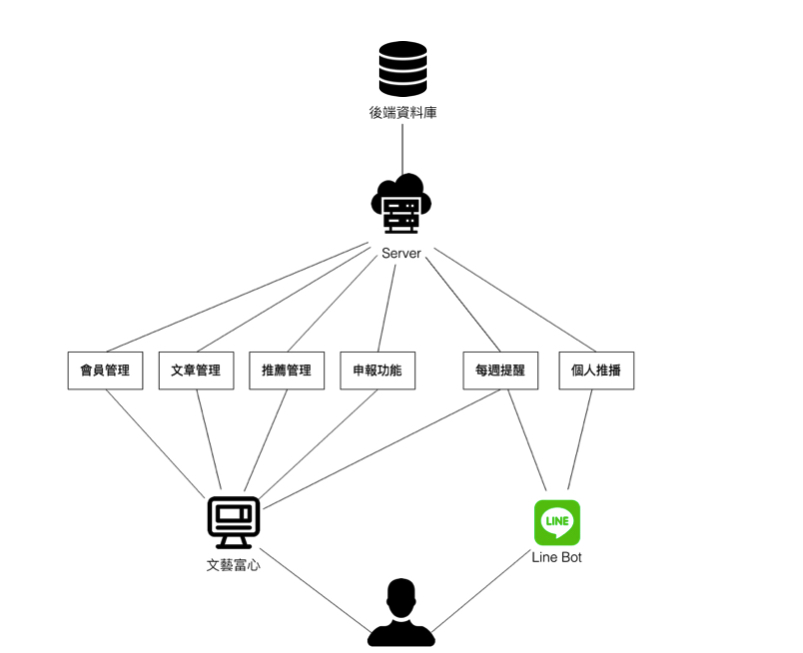 後端資料庫
Server
會員管理
文章管理
推薦管理
申報功能
每週提醒
個人推播
LINE
文藝富心
Line Bot